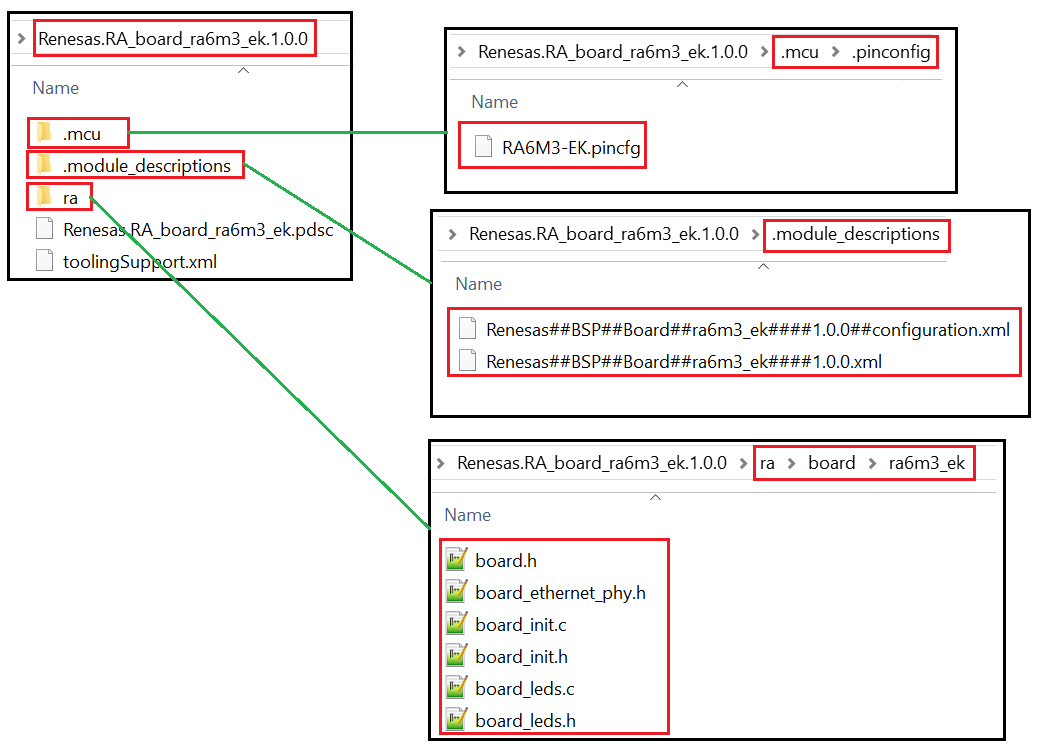 Renesas.RA_board_ra6m3_ek.1.0.0
Name
.mcu
.module_descriptions
ra
Renesas.RA_board_ra6m3_ek.pdsc
toolingSupport.xml
Renesas.RA_board_ra6m3_ek.1.0.0 > .mcu > .pinconfig
Name
RA6M3-EK.pincfg
Renesas.RA_board_ra6m3_ek.1.0.0 > .module_descriptions
Name
Renesas##BSP##Board##ra6m3_ek####1.0.0##configuration.xml
Renesas##BSP##Board##ra6m3_ek####1.0.0.xml
Renesas.RA_board_ra6m3_ek.1.0.0 > ra > board > ra6m3_ek
Name
board.h
board_ethernet_phy.h
board_init.c
board_init.h
board_leds.c
board_leds.h